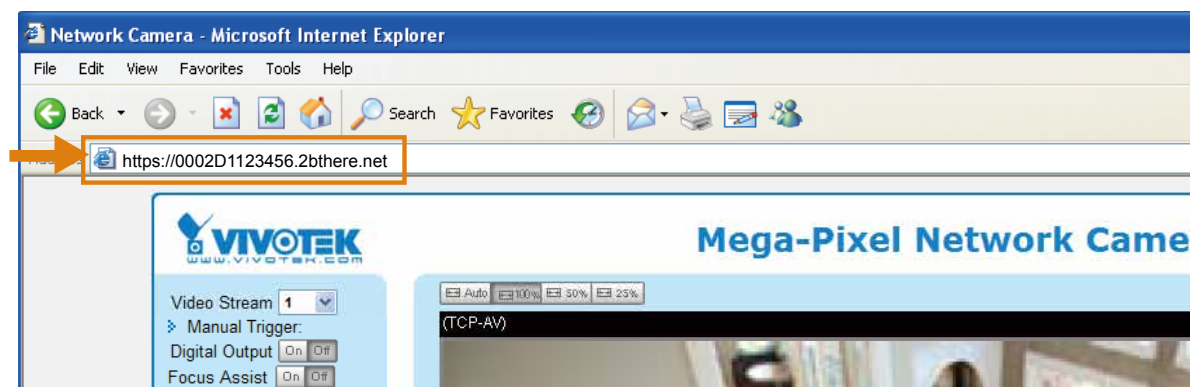 Network Camera - Microsoft Internet Explorer
File Edit View Favorites Tools Help
Back Search Favorites
https://0002D1123456.2bthere.net
VIVOTEK
www.vivotek.com
Mega-Pixel Network Came
Video Stream 1
Auto 100% 50% 25%
Manual Trigger:
(TCP-AV)
Digital Output On Off
Focus Assist On Off